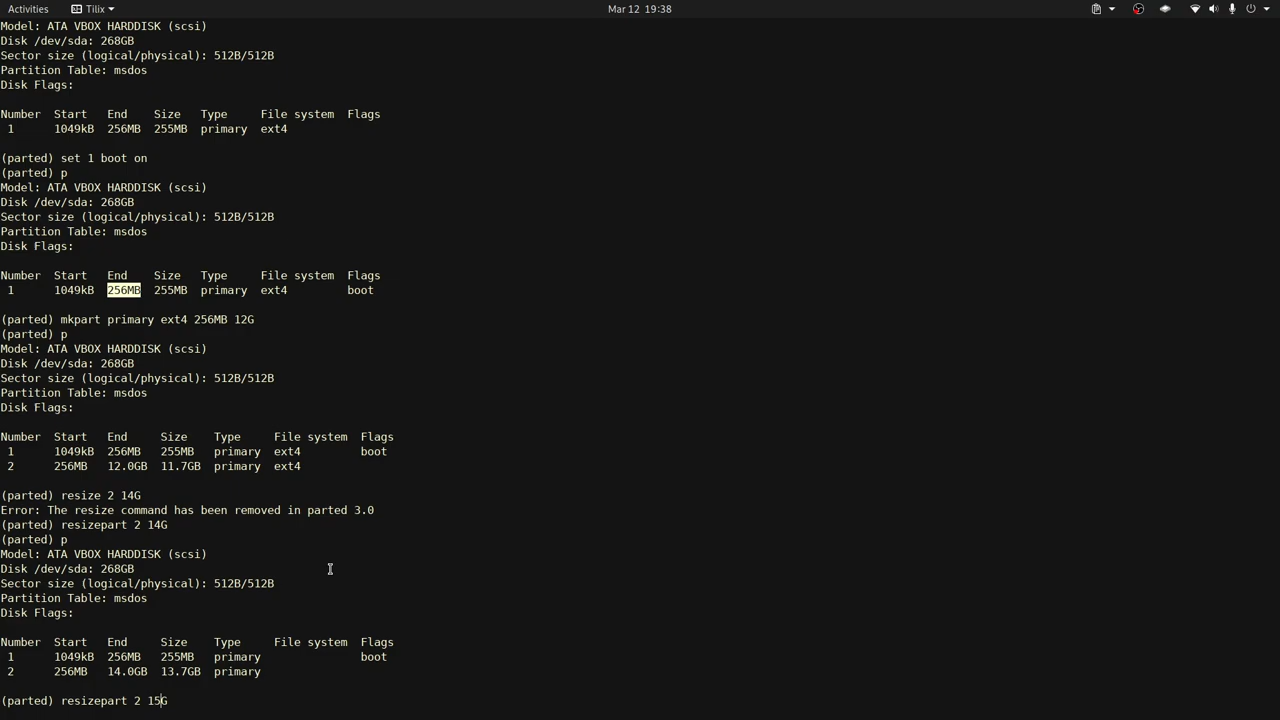 Activities Tilix Mar 12 19:38
Model: ATA VBOX HARDDISK (scsi)
Disk /dev/sda: 268GB
Sector size (logical/physical): 512B/512B
Partition Table: msdos
Disk Flags:
Number Start End Size Type File system Flags
1 1049kB 256MB 255MB primary ext4
(parted) set 1 boot on
(parted) p
Model: ATA VBOX HARDDISK (scsi)
Disk /dev/sda: 268GB
Sector size (logical/physical): 512B/512B
Partition Table: msdos
Disk Flags:
Number Start End Size Type File system Flags
1 1049kB 256MB 255MB primary ext4 boot
(parted) mkpart primary ext4 256MB 12G
(parted) p
Model: ATA VBOX HARDDISK (scsi)
Disk /dev/sda: 268GB
Sector size (logical/physical): 512B/512B
Partition Table: msdos
Disk Flags:
Number Start End Size Type File system Flags
1 1049kB 256MB 255MB primary ext4 boot
2 256MB 12.0GB 11.7GB primary ext4
(parted) resize 2 14G
Error: The resize command has been removed in parted 3.0
(parted) resizepart 2 14G
(parted) p
Model: ATA VBOX HARDDISK (scsi)
Disk /dev/sda: 268GB
Sector size (logical/physical): 512B/512B
Partition Table: msdos
Disk Flags:
Number Start End Size Type File system Flags
1 1049kB 256MB 255MB primary boot
2 256MB 14.0GB 13.7GB primary
(parted) resizepart 2 15G